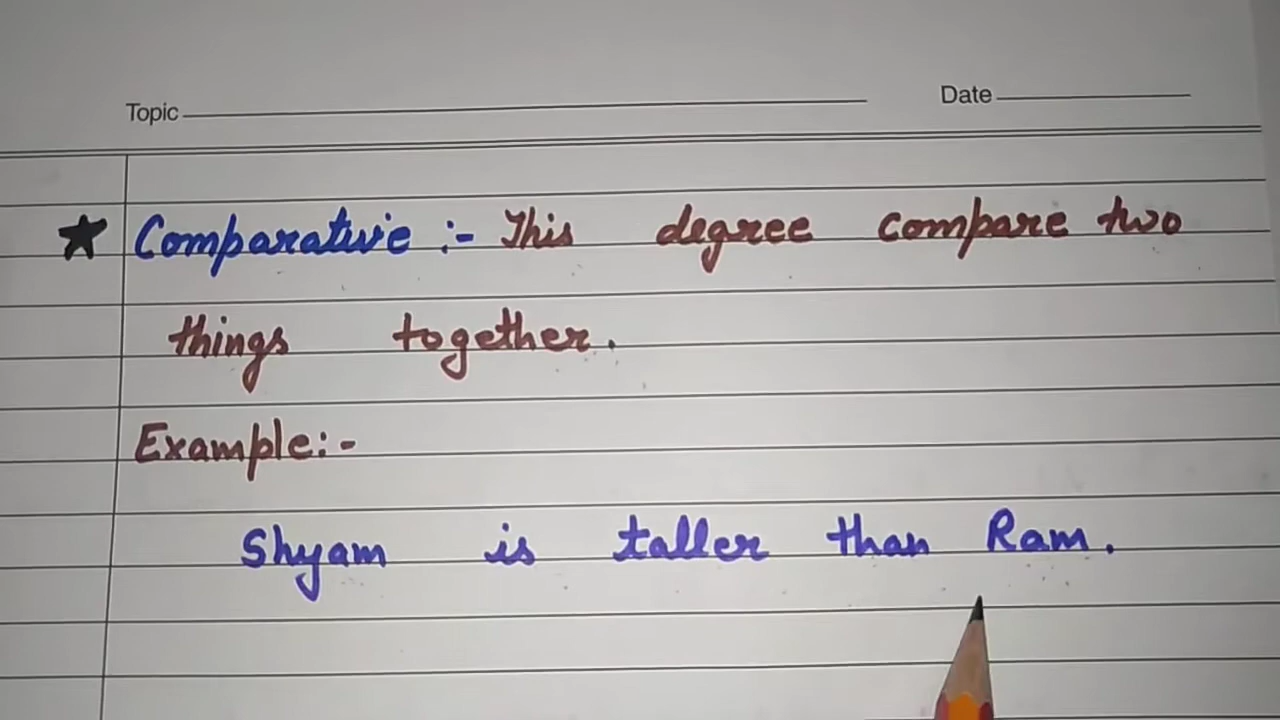 Topic Date
★ Comparative :- This degree compare two
things together.
Example:-
Shyam is taller than Ram.